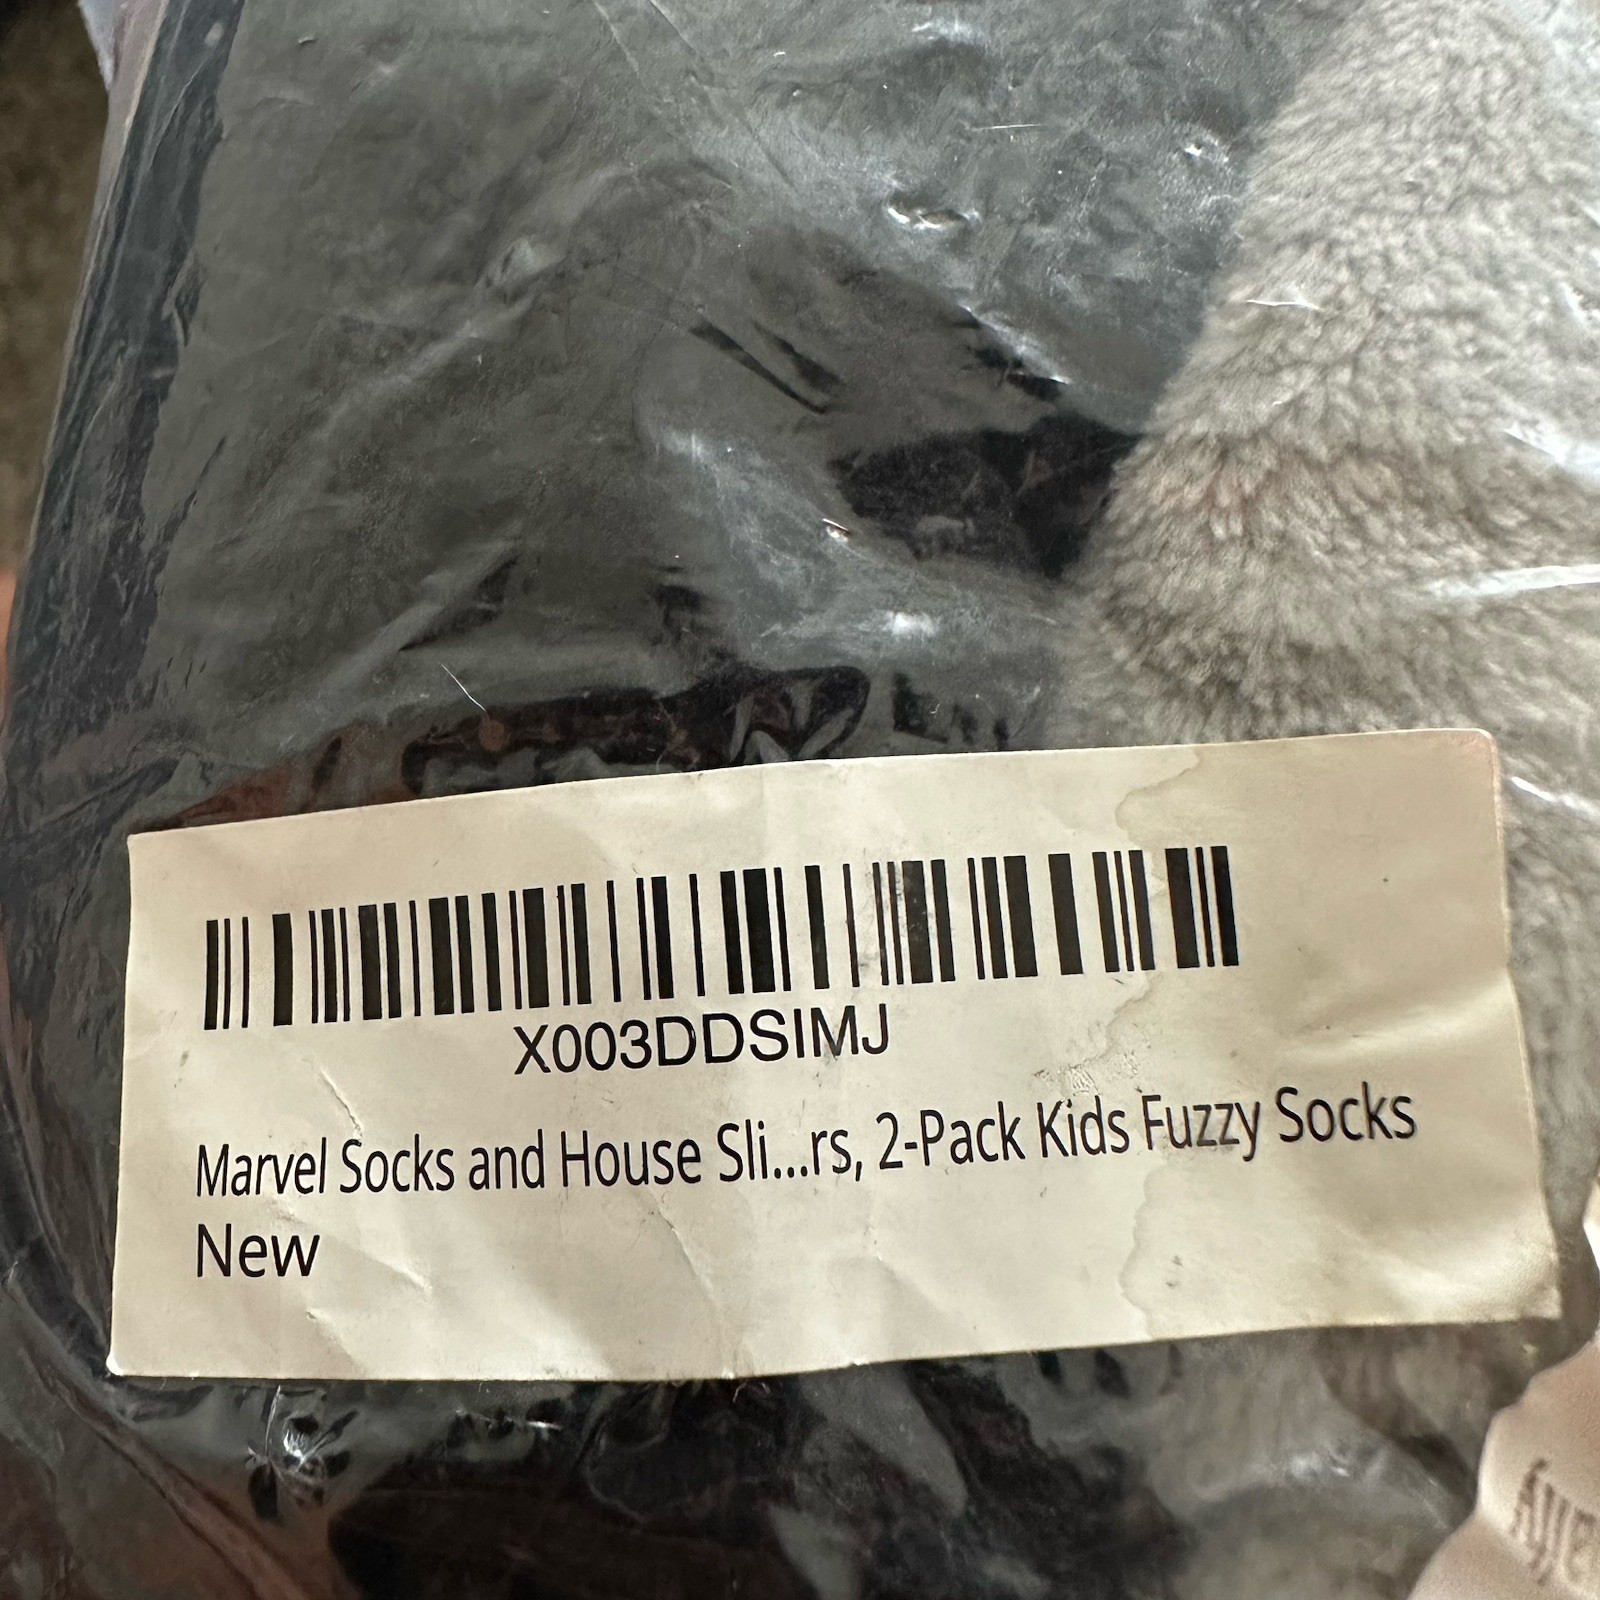 X003DDSIMJ
Marvel Socks and House Sli...rs, 2-Pack Kids Fuzzy Socks
New